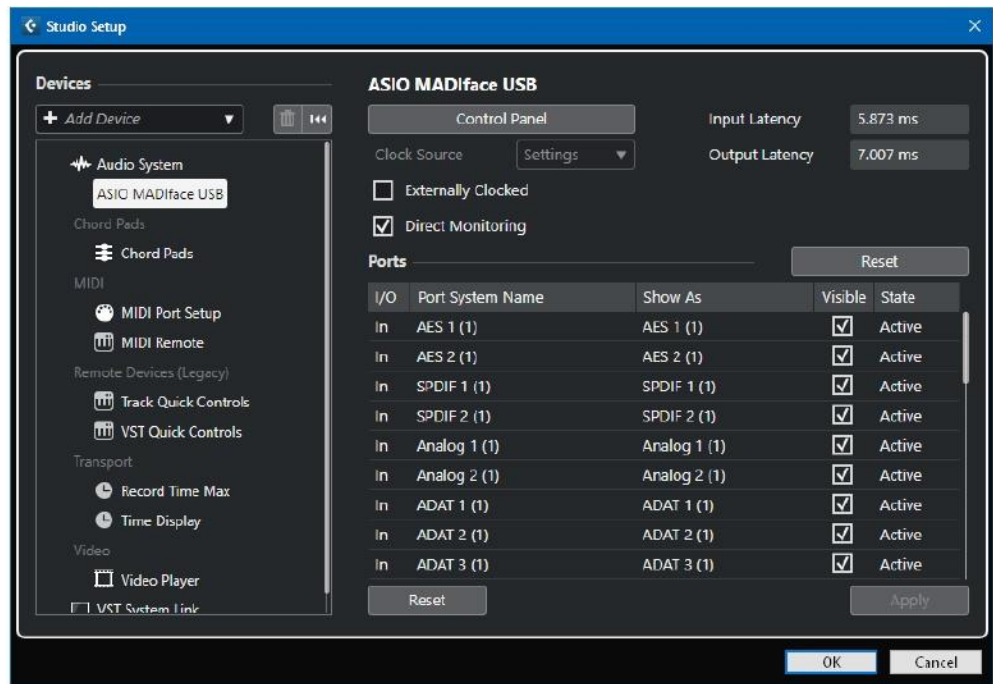 Studio Setup
Devices
Add Device
Audio System
ASIO MADIface USB
Chord Pads
Chord Pads
MIDI
MIDI Port Setup
MIDI Remote
Remote Devices (Legacy)
Track Quick Controls
VST Quick Controls
Transport
Record Time Max
Time Display
Video
Video Player
VST System Link
ASIO MADIface USB
Control Panel
Input Latency 5.873 ms
Clock Source Settings
Output Latency 7.007 ms
Externally Clocked
Direct Monitoring
Ports
Reset
I/O Port System Name Show As Visible State
In AES 1 (1) AES 1 (1) Active
In AES 2 (1) AES 2 (1) Active
In SPDIF 1 (1) SPDIF 1 (1) Active
In SPDIF 2 (1) SPDIF 2 (1) Active
In Analog 1 (1) Analog 1 (1) Active
In Analog 2 (1) Analog 2 (1) Active
In ADAT 1 (1) ADAT 1 (1) Active
In ADAT 2 (1) ADAT 2 (1) Active
In ADAT 3 (1) ADAT 3 (1) Active
Reset
Apply
OK
Cancel